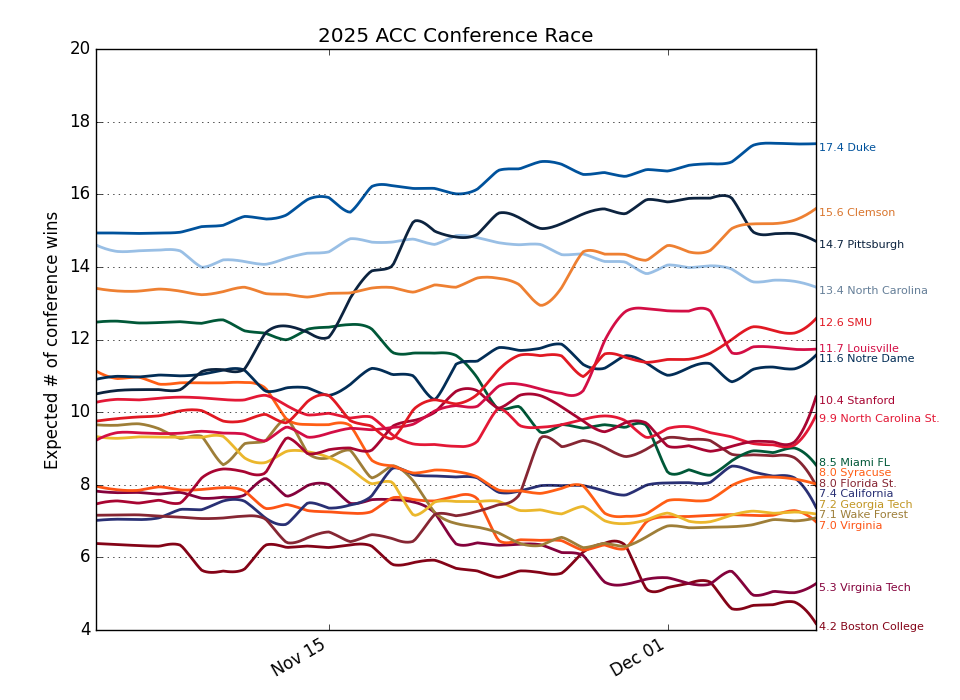 2025 ACC Conference Race
Expected # of conference wins
20
18
16
14
12
10
8
6
4
Nov 15
Dec 01
17.4 Duke
15.6 Clemson
14.7 Pittsburgh
13.4 North Carolina
12.6 SMU
11.7 Louisville
11.6 Notre Dame
10.4 Stanford
9.9 North Carolina St.
8.5 Miami FL
8.0 Syracuse
8.0 Florida St.
7.4 California
7.2 Georgia Tech
7.1 Wake Forest
7.0 Virginia
5.3 Virginia Tech
4.2 Boston College